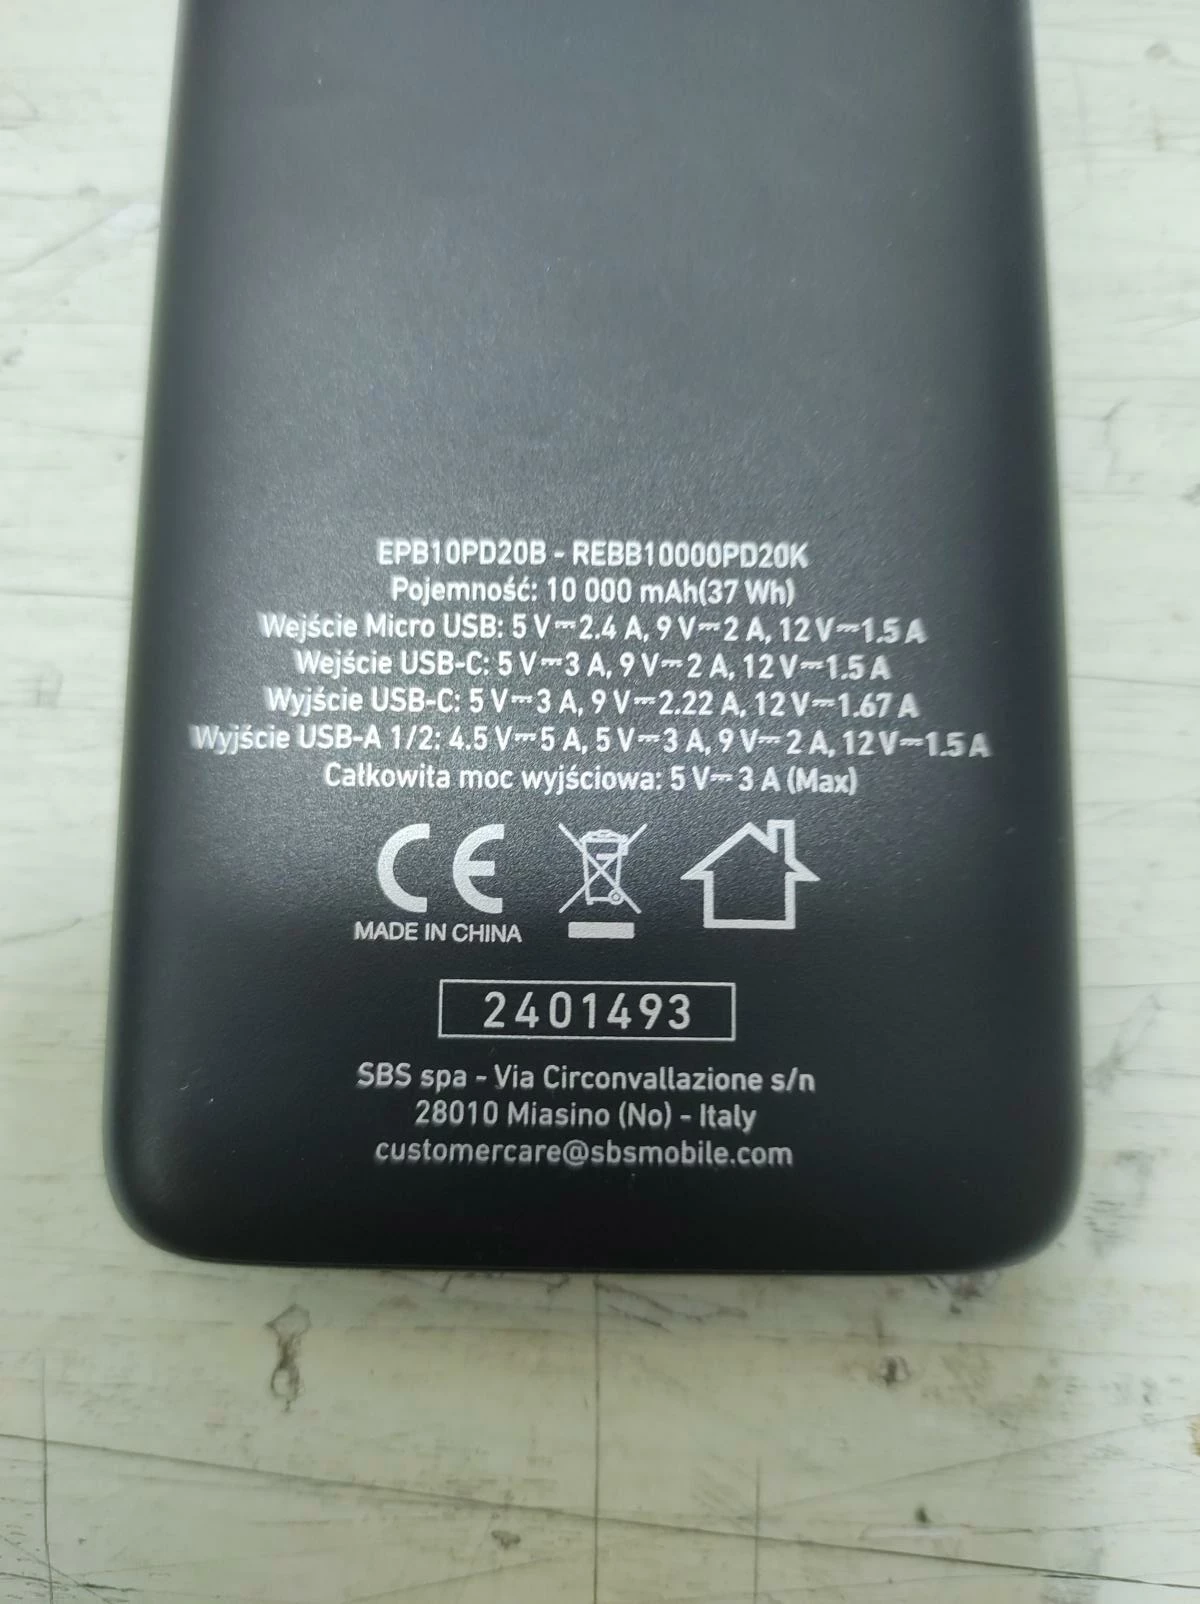 EPB10PD20B - REBB10000PD20K
Pojemność: 10 000 mAh(37 Wh)
Wejście Micro USB: 5 V⎓2.4 A, 9 V⎓2 A, 12 V⎓1.5 A
Wejście USB-C: 5 V⎓3 A, 9 V⎓2 A, 12 V⎓1.5 A
Wyjście USB-C: 5 V⎓3 A, 9 V⎓2.22 A, 12 V⎓1.67 A
Wyjście USB-A 1/2: 4.5 V⎓5 A, 5 V⎓3 A, 9 V⎓2 A, 12 V⎓1.5 A
Całkowita moc wyjściowa: 5 V⎓3 A (Max)
CE
MADE IN CHINA
2401493
SBS spa - Via Circonvallazione s/n
28010 Miasino (No) - Italy
customercare@sbsmobile.com